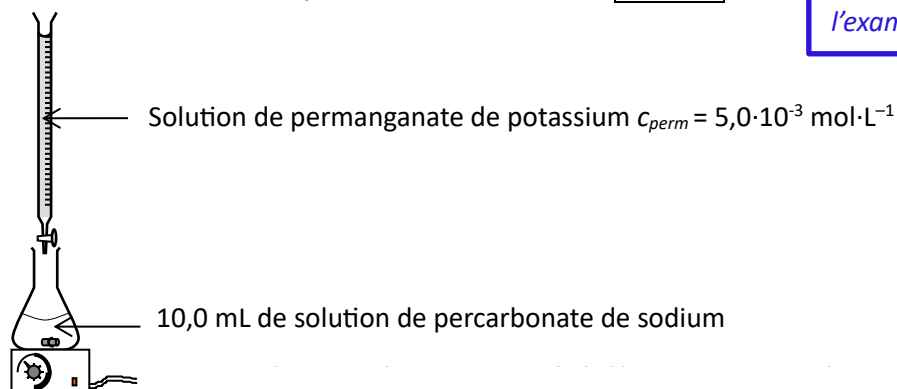 l'exan
Solution de permanganate de potassium cperm = 5,0·10⁻³ mol·L⁻¹
10,0 mL de solution de percarbonate de sodium